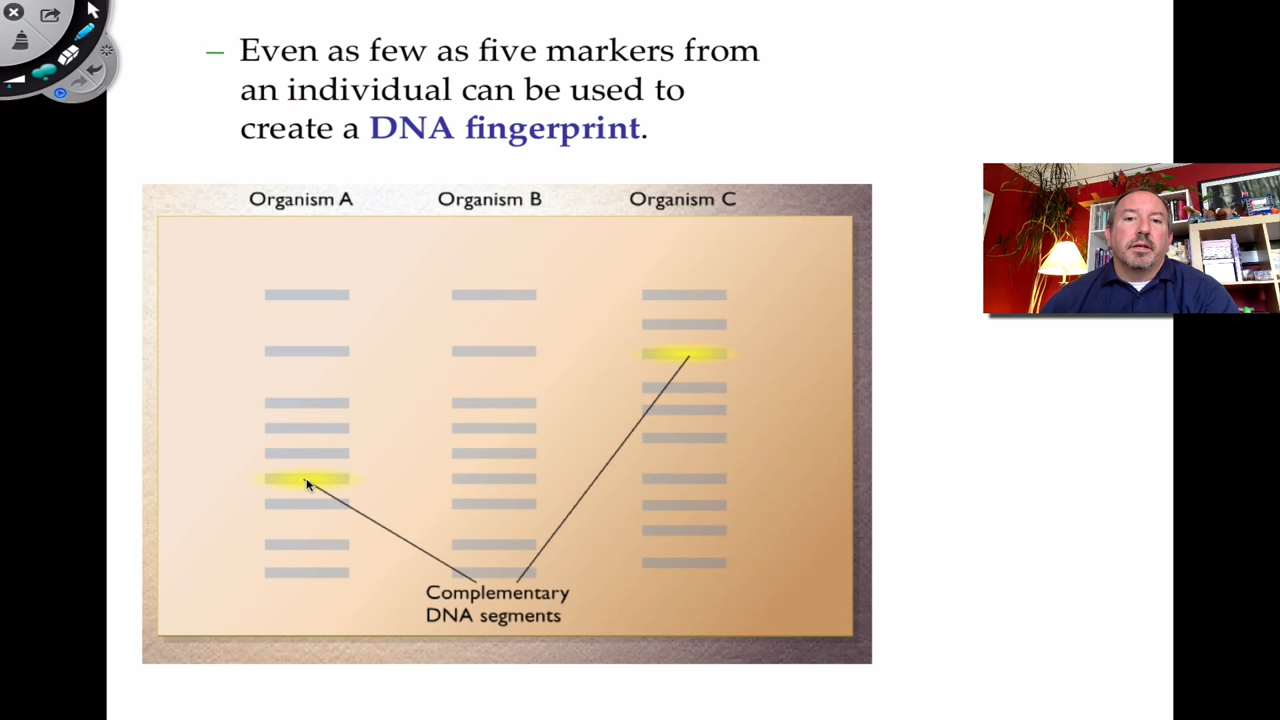 – Even as few as five markers from
an individual can be used to
create a DNA fingerprint.
Organism A Organism B Organism C
Complementary
DNA segments